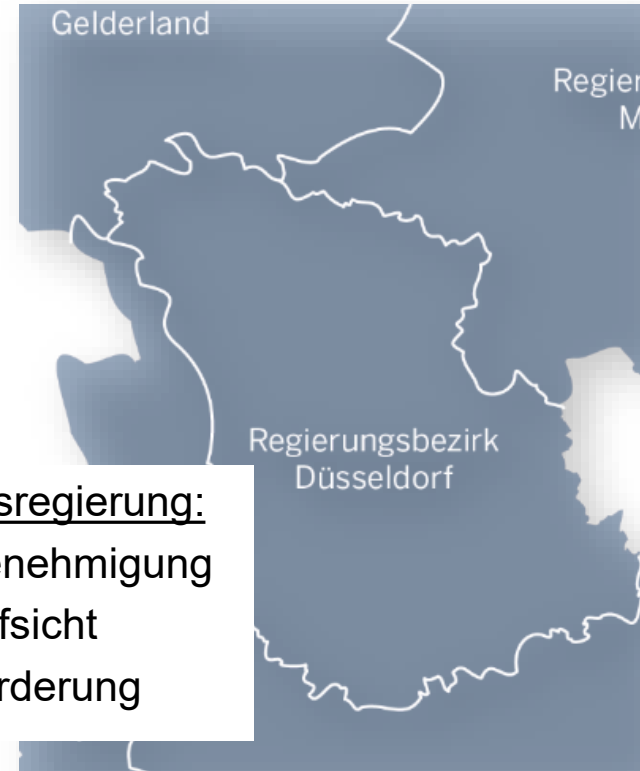 Gelderland
Regier
M
Regierungsbezirk
Düsseldorf
sregierung:
enehmigung
fsicht
rderung